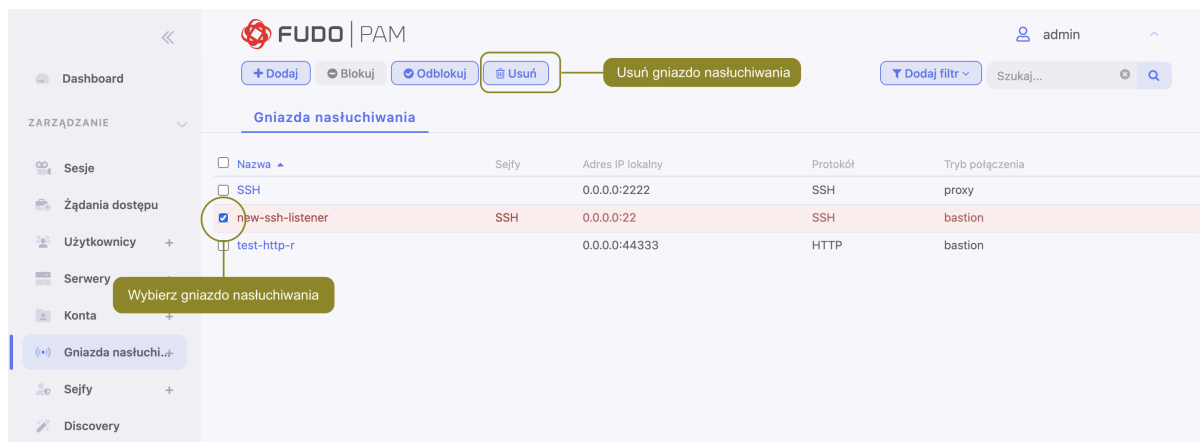 FUDO PAM
admin
Dashboard
+ Dodaj
Blokuj
Odblokuj
Usuń
Usuń gniazdo nasłuchiwania
Dodaj filtr
Szukaj...
ZARZĄDZANIE
Gniazda nasłuchiwania
Nazwa Sejfy Adres IP lokalny Protokół Tryb połączenia
SSH 0.0.0.0:2222 SSH proxy
new-ssh-listener SSH 0.0.0.0:22 SSH bastion
test-http-r 0.0.0.0:44333 HTTP bastion
Wybierz gniazdo nasłuchiwania
Sesje
Żądania dostępu
Użytkownicy +
Serwery
Konta +
Gniazda nasłuchi... +
Sejfy +
Discovery